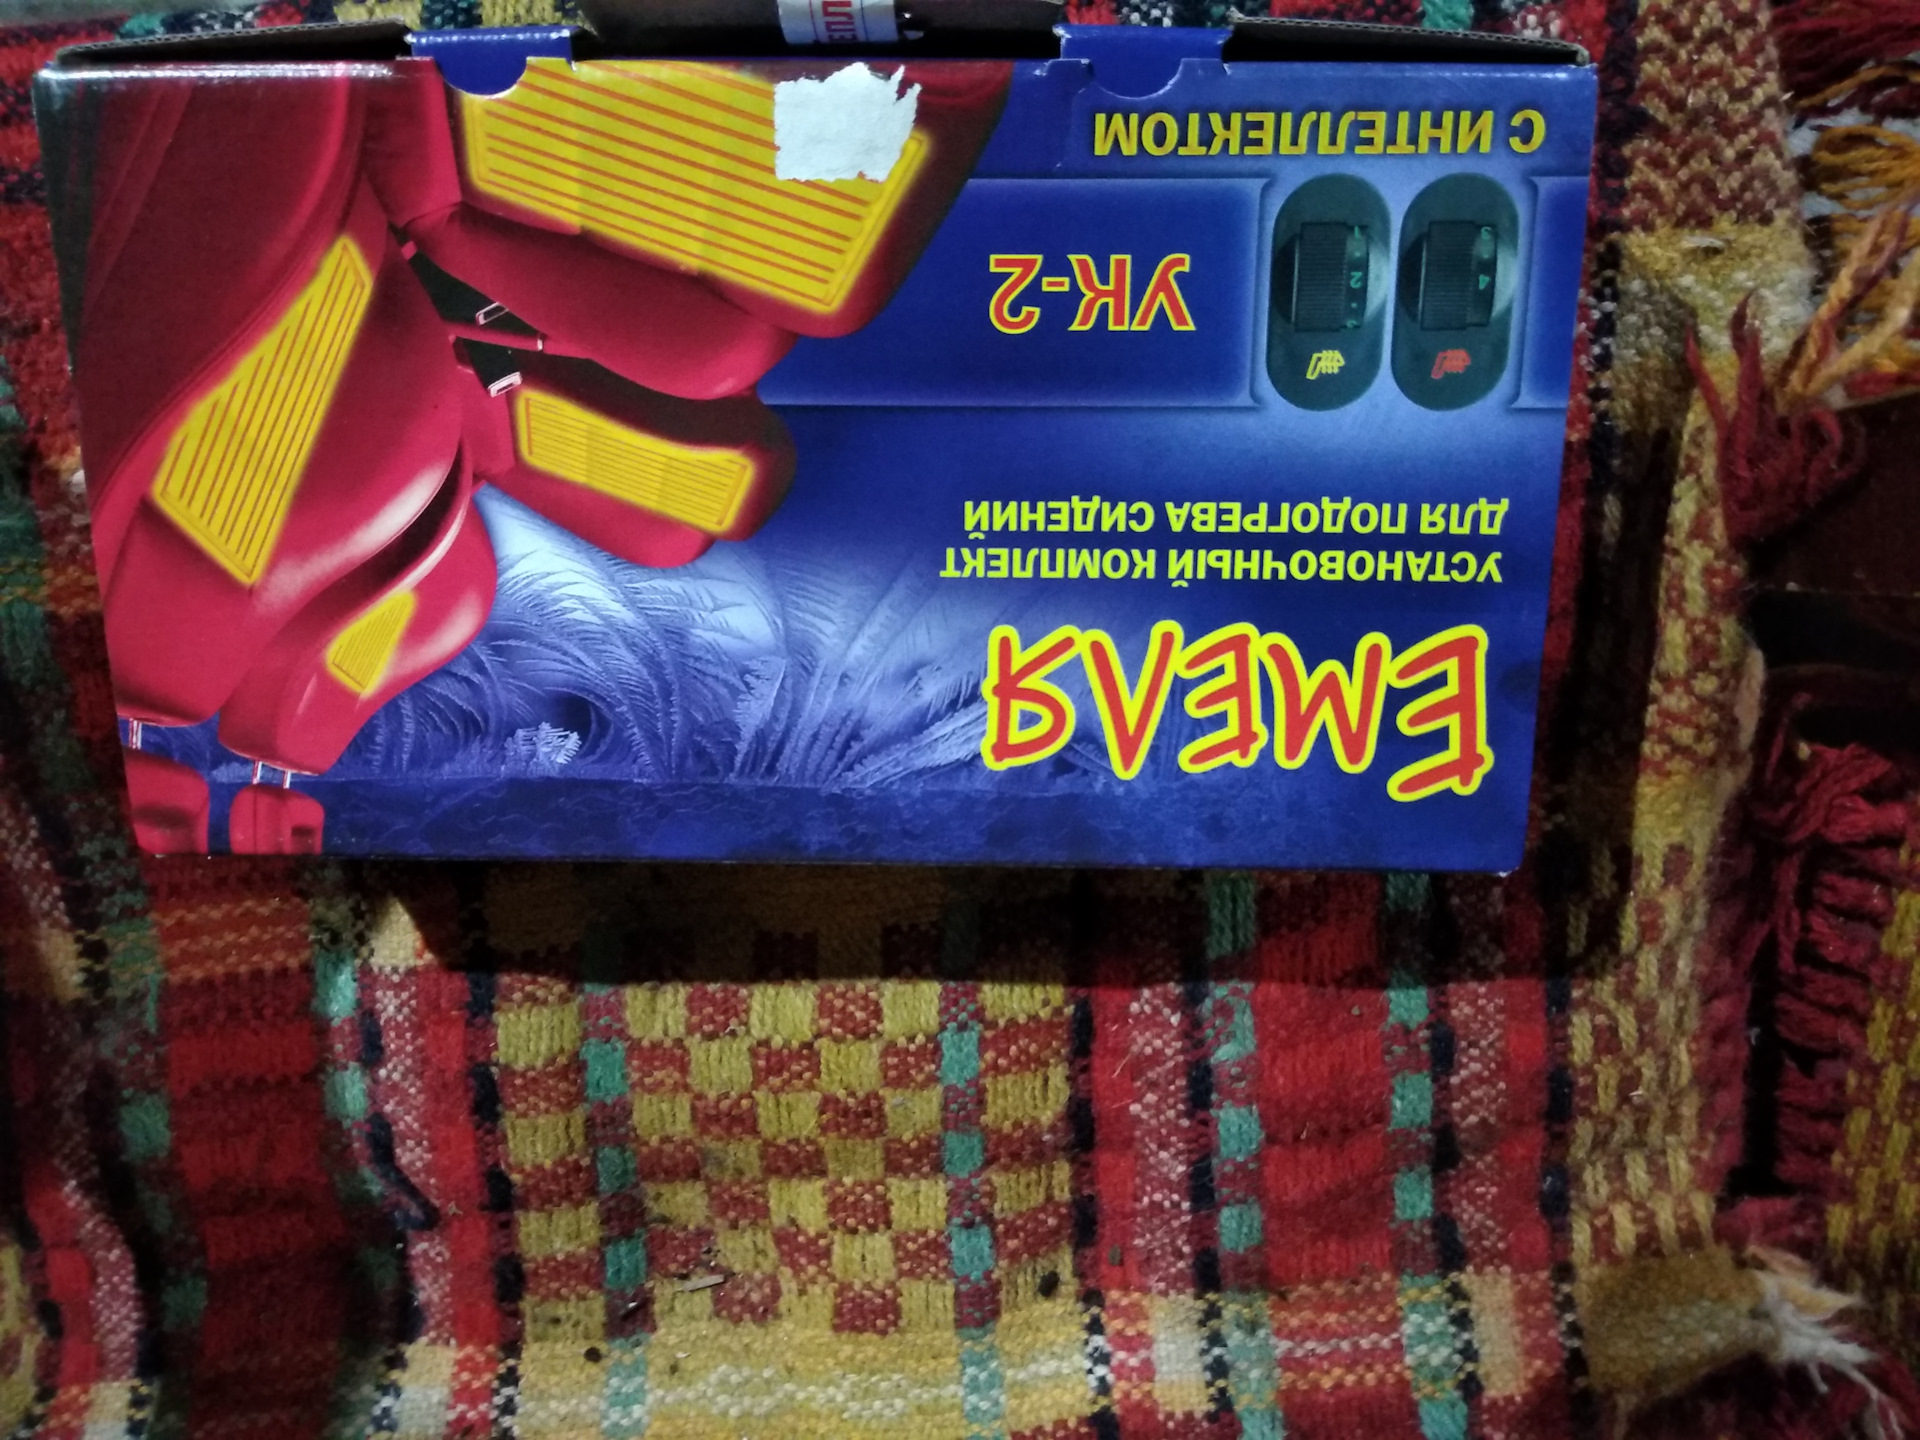 Емеля
УСТАНОВОЧНЫЙ КОМПЛЕКТ
ДЛЯ ПОДОГРЕВА СИДЕНИЙ
УК-2
С ИНТЕЛЛЕКТОМ